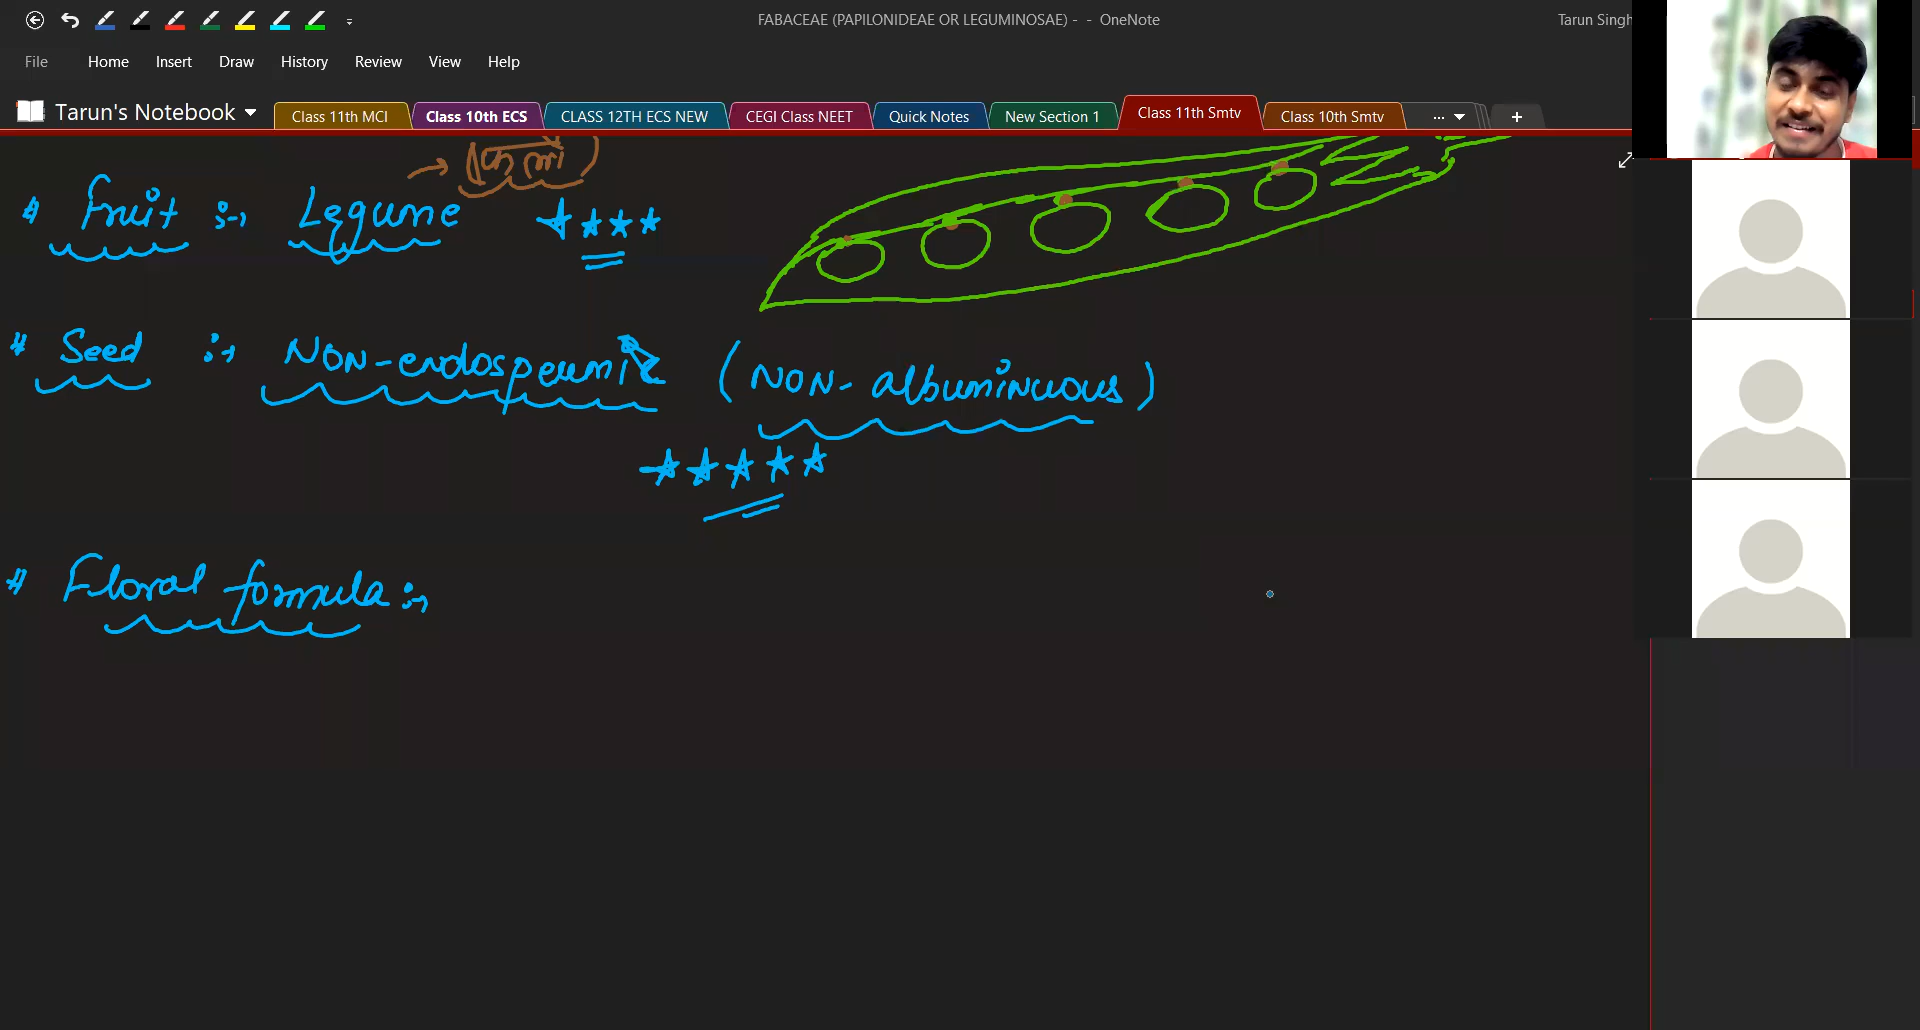 FABACEAE (PAPILONIDEAE OR LEGUMINOSAE) - - OneNote
Tarun Singh
File Home Insert Draw History Review View Help
Tarun's Notebook
Class 11th MCI
Class 10th ECS
CLASS 12TH ECS NEW
CEGI Class NEET
Quick Notes
New Section 1
Class 11th Smtv
Class 10th Smtv
...
+
# Fruit :→ Legume
# Seed :→ Non-endospermic (Non-albuminuous)
# Floral formula :→